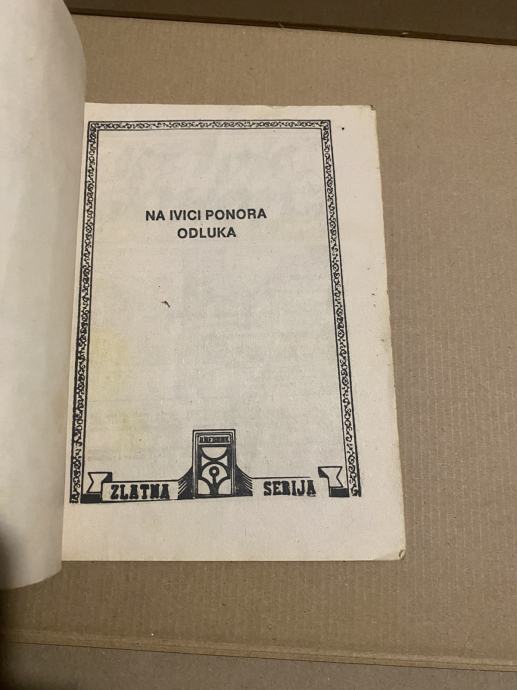 NA IVICI PONORA
ODLUKA
ZLATNA SERIJA